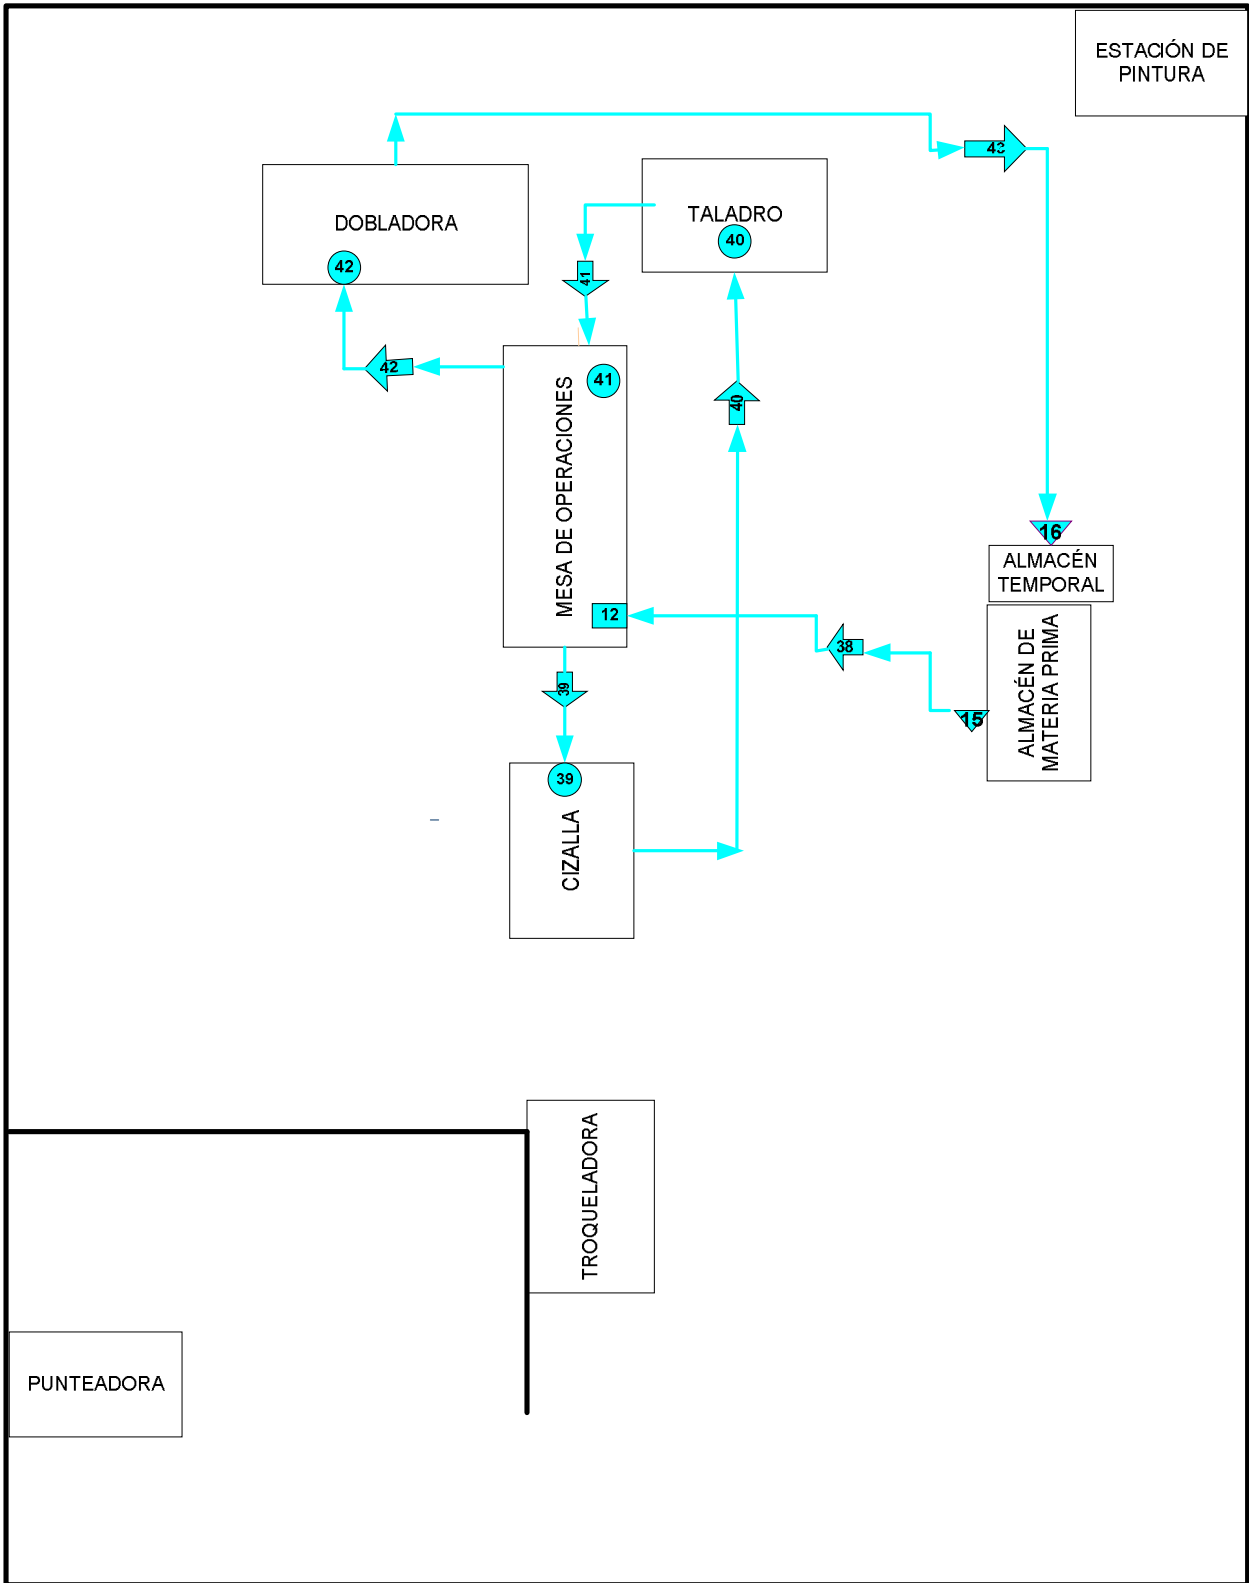 ESTACIÓN DE
PINTURA
43
DOBLADORA
42
TALADRO
40
41
42
41
MESA DE OPERACIONES
40
16
ALMACÉN
TEMPORAL
12
38
15
ALMACÉN DE
MATERIA PRIMA
39
39
CIZALLA
TROQUELADORA
PUNTEADORA